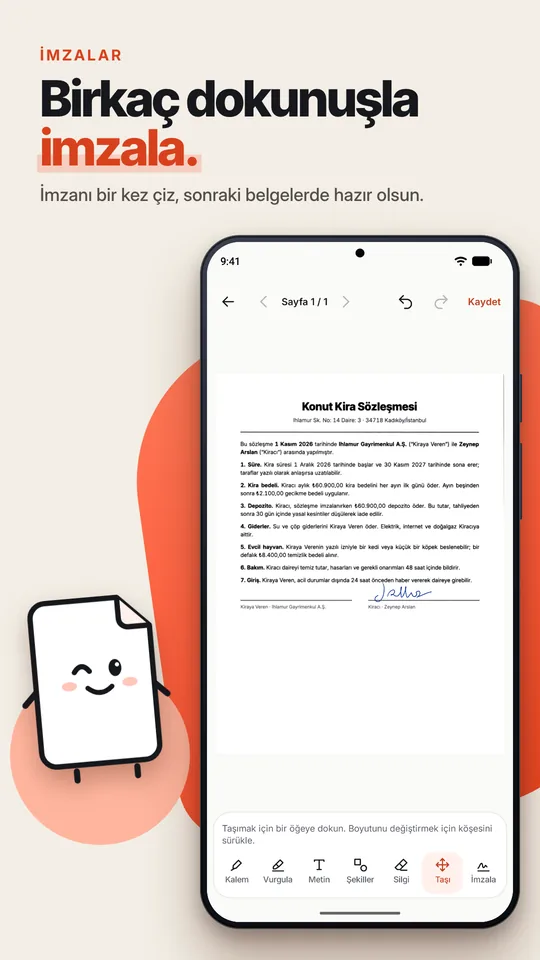 İMZALAR
Birkaç dokunuşla
imzala.
İmzanı bir kez çiz, sonraki belgelerde hazır olsun.
9:41
Sayfa 1 / 1
Kaydet
Konut Kira Sözleşmesi
Ihlamur Sk. No: 14 Daire: 3 · 34718 Kadıköy/İstanbul
Bu sözleşme 1 Kasım 2026 tarihinde Ihlamur Gayrimenkul A.Ş. ("Kiraya Veren") ile Zeynep
Arslan ("Kiracı") arasında yapılmıştır.
1. Süre. Kira süresi 1 Aralık 2026 tarihinde başlar ve 30 Kasım 2027 tarihinde sona erer;
taraflar yazılı olarak anlaşırsa uzatılabilir.
2. Kira bedeli. Kiracı aylık ₺60.900,00 kira bedelini her ayın ilk günü öder. Ayın beşinden
sonra ₺2.100,00 gecikme bedeli uygulanır.
3. Depozito. Kiracı, sözleşme imzalanırken ₺60.900,00 depozito öder. Bu tutar, tahliyeden
sonra 30 gün içinde yasal kesintiler düşülerek iade edilir.
4. Giderler. Su ve çöp giderlerini Kiraya Veren öder. Elektrik, internet ve doğalgaz Kiracıya
aittir.
5. Evcil hayvan. Kiraya Verenin yazılı izniyle bir kedi veya küçük bir köpek beslenebilir; bir
defalık ₺8.400,00 temizlik bedeli alınır.
6. Bakım. Kiracı daireyi temiz tutar, hasarları ve gerekli onarımları 48 saat içinde bildirir.
7. Giriş. Kiraya Veren, acil durumlar dışında 24 saat önceden haber vererek daireye girebilir.
Kiraya Veren · Ihlamur Gayrimenkul A.Ş.
Kiracı · Zeynep Arslan
Taşımak için bir öğeye dokun. Boyutunu değiştirmek için köşesini
sürükle.
Kalem
Vurgula
Metin
Şekiller
Silgi
Taşı
İmzala